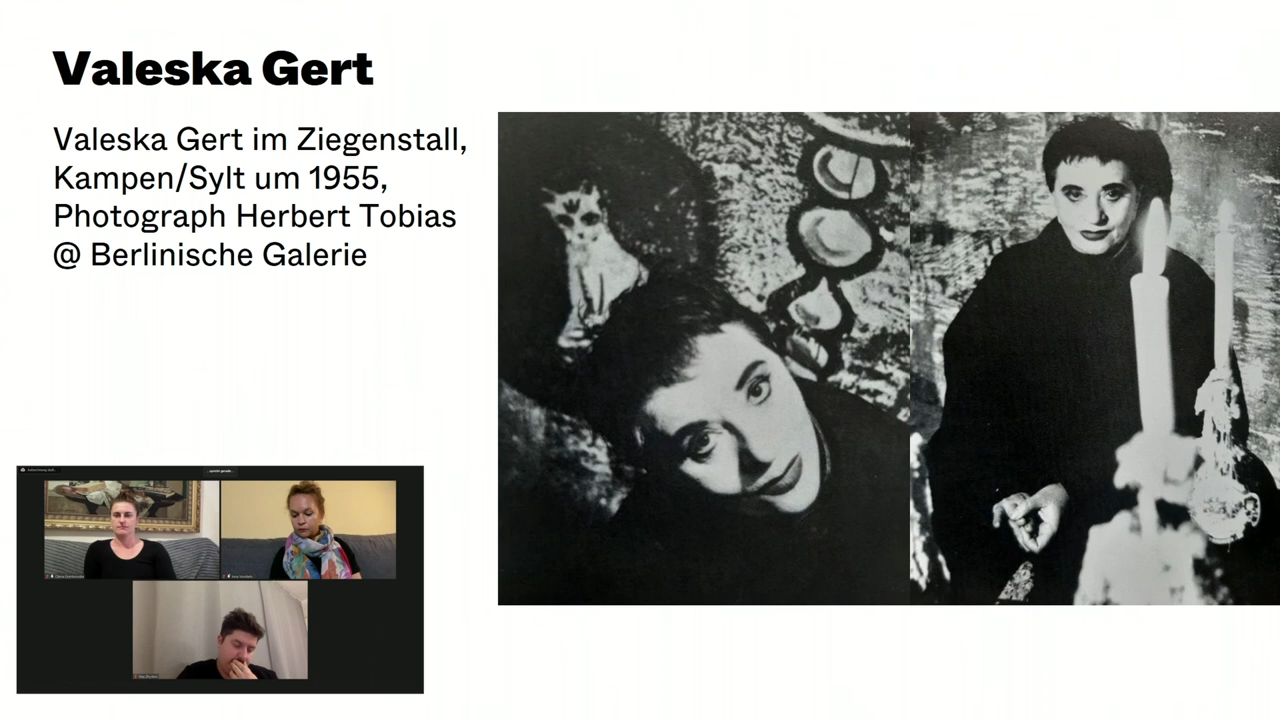 Valeska Gert
Valeska Gert im Ziegenstall,
Kampen/Sylt um 1955,
Photograph Herbert Tobias
@ Berlinische Galerie